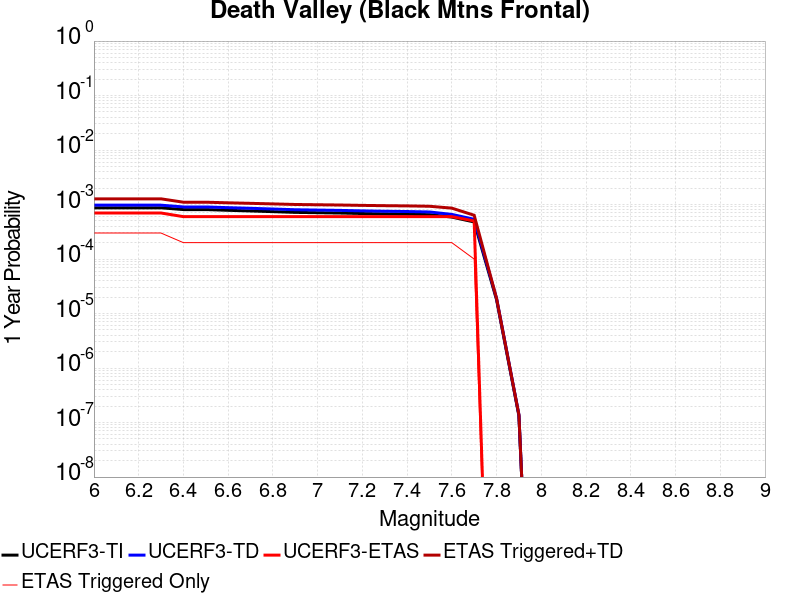 Death Valley (Black Mtns Frontal)
10^0
10^-1
10^-2
10^-3
10^-4
10^-5
10^-6
10^-7
10^-8
1 Year Probability
6 6.2 6.4 6.6 6.8 7 7.2 7.4 7.6 7.8 8 8.2 8.4 8.6 8.8 9
Magnitude
UCERF3-TI UCERF3-TD UCERF3-ETAS ETAS Triggered+TD
ETAS Triggered Only